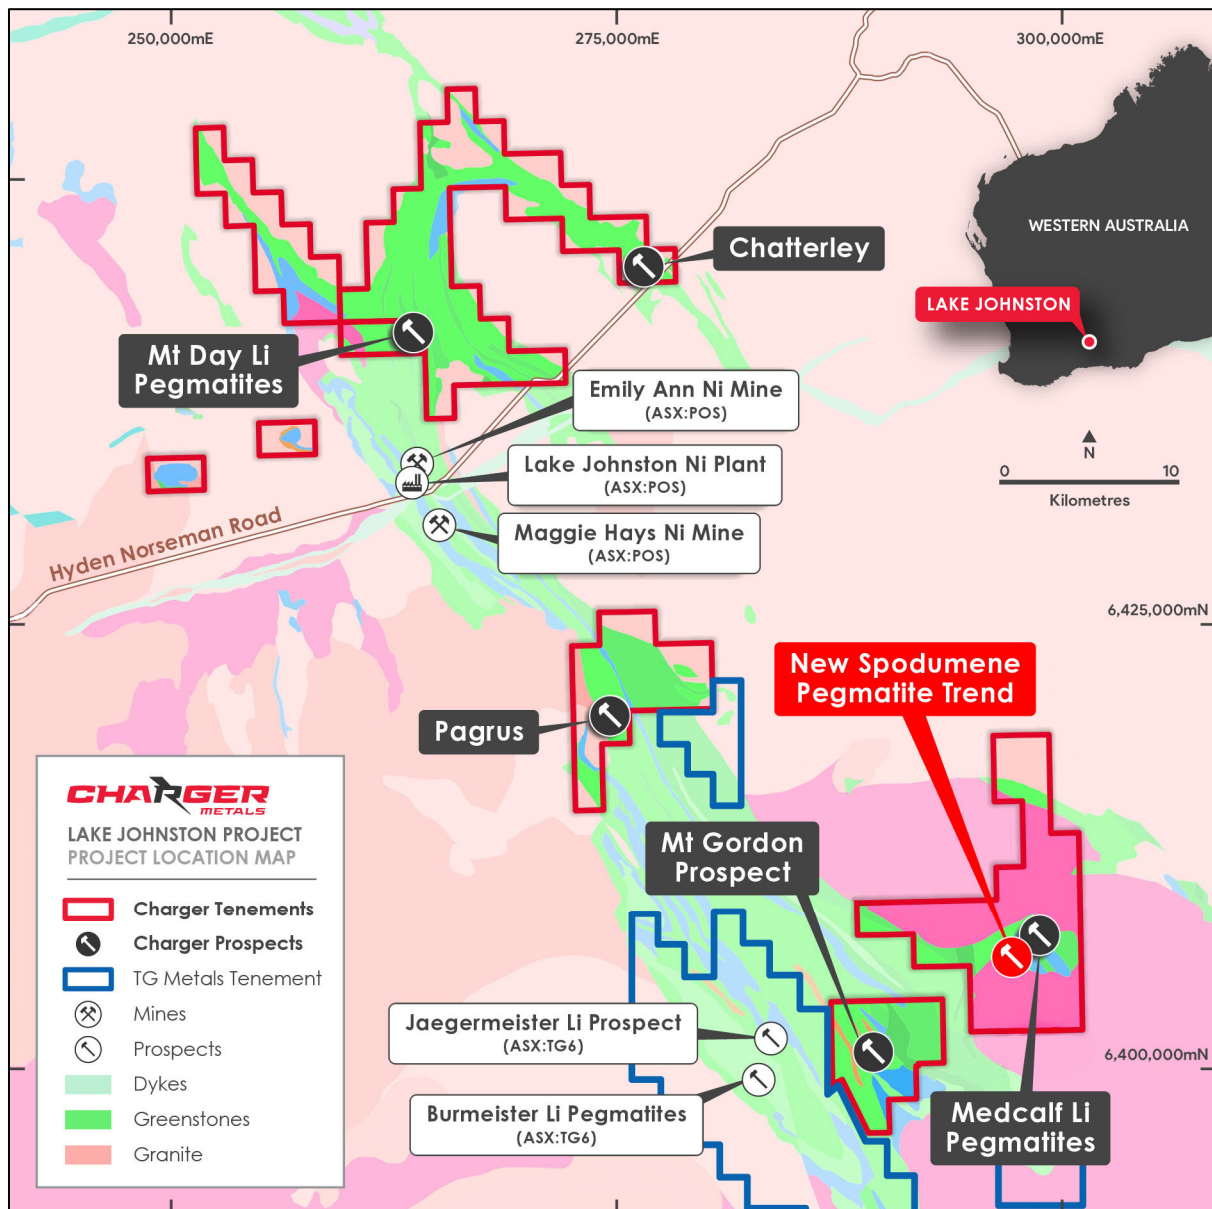 250,000mE
275,000mE
300,000mE
WESTERN AUSTRALIA
Chatterley
LAKE JOHNSTON
Mt Day Li
Pegmatites
Emily Ann Ni Mine
(ASX:POS)
N
0
10
Kilometres
Lake Johnston Ni Plant
(ASX:POS)
Hyden Norseman Road
Maggie Hays Ni Mine
(ASX:POS)
6,425,000mN
New Spodumene
Pegmatite Trend
Pagrus
CHARGER
METALS
LAKE JOHNSTON PROJECT
PROJECT LOCATION MAP
Charger Tenements
Charger Prospects
TG Metals Tenement
Mines
Prospects
Dykes
Greenstones
Granite
Mt Gordon
Prospect
Jaegermeister Li Prospect
(ASX:TG6)
6,400,000mN
Burmeister Li Pegmatites
(ASX:TG6)
Medcalf Li
Pegmatites